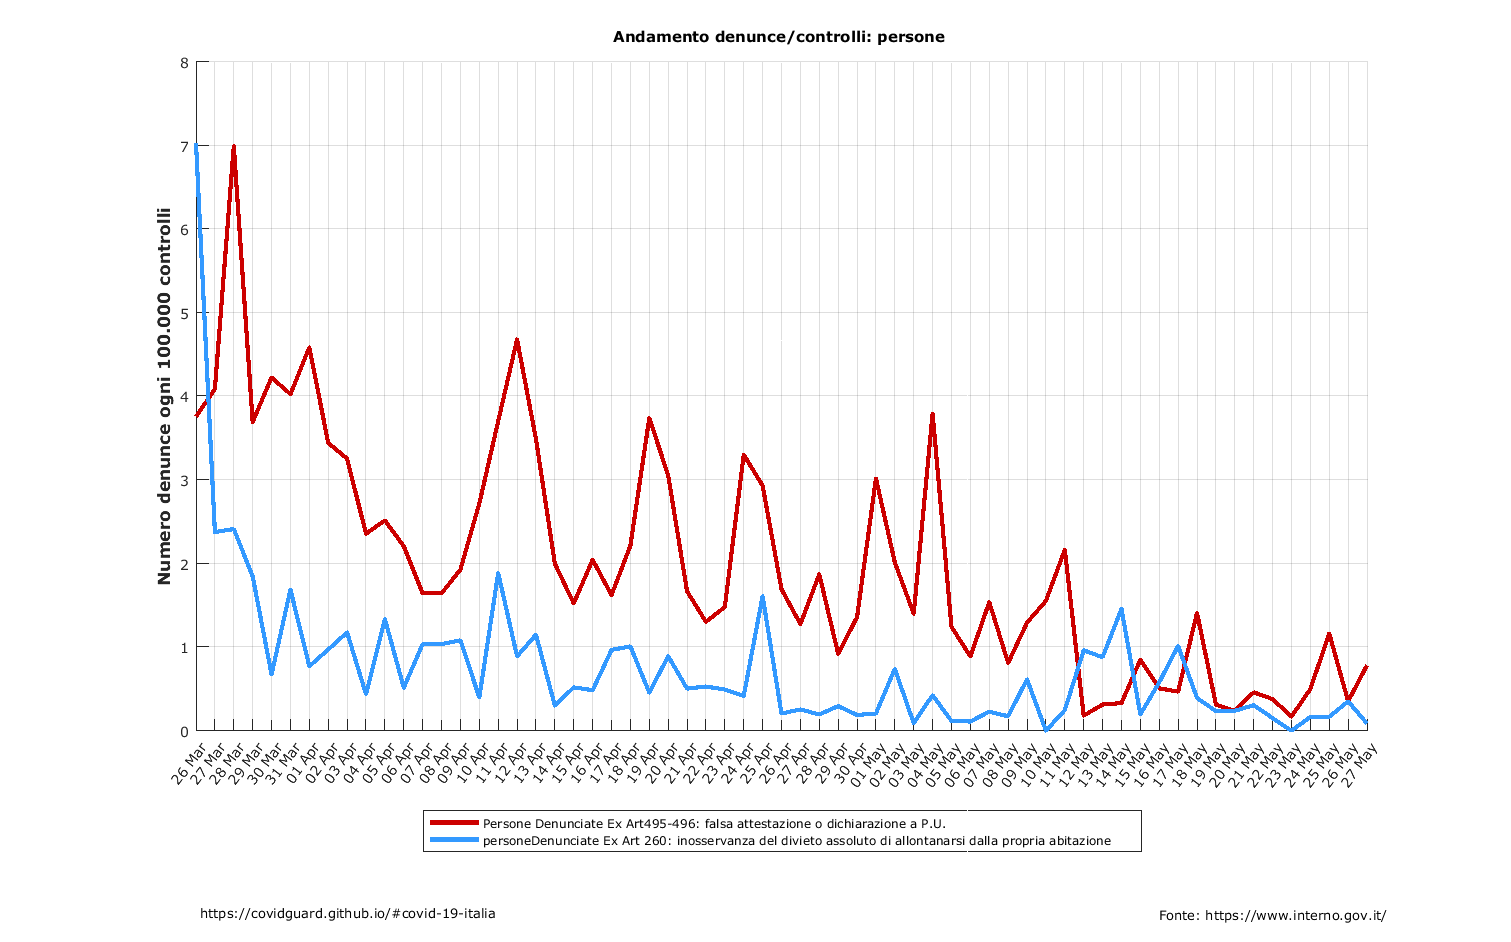 Andamento denunce/controlli: persone
Numero denunce ogni 100.000 controlli
8
7
6
5
4
3
2
1
0
26 Mar
27 Mar
28 Mar
29 Mar
30 Mar
31 Mar
01 Apr
02 Apr
03 Apr
04 Apr
05 Apr
06 Apr
07 Apr
08 Apr
09 Apr
10 Apr
11 Apr
12 Apr
13 Apr
14 Apr
15 Apr
16 Apr
17 Apr
18 Apr
19 Apr
20 Apr
21 Apr
22 Apr
23 Apr
24 Apr
25 Apr
26 Apr
27 Apr
28 Apr
29 Apr
30 Apr
01 May
02 May
03 May
04 May
05 May
06 May
07 May
08 May
09 May
10 May
11 May
12 May
13 May
14 May
15 May
16 May
17 May
18 May
19 May
20 May
21 May
22 May
23 May
24 May
25 May
26 May
27 May
Persone Denunciate Ex Art495-496: falsa attestazione o dichiarazione a P.U.
personeDenunciate Ex Art 260: inosservanza del divieto assoluto di allontanarsi dalla propria abitazione
https://covidguard.github.io/#covid-19-italia
Fonte: https://www.interno.gov.it/